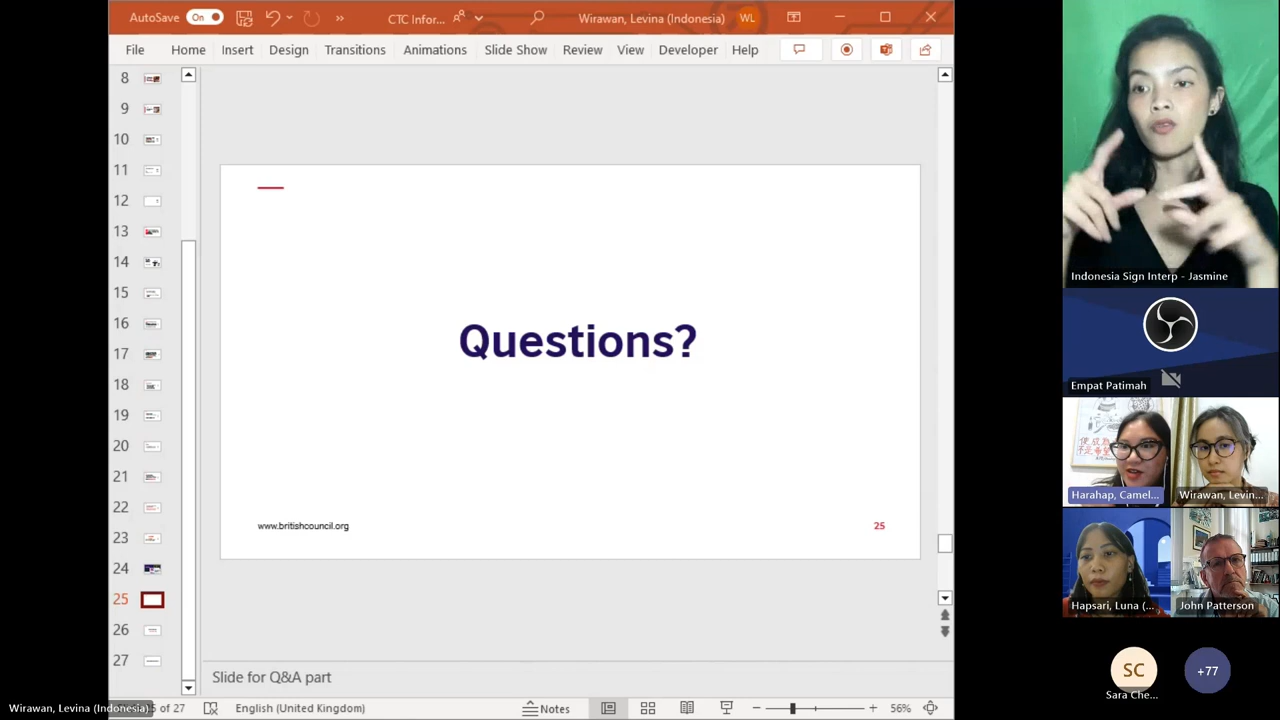 AutoSave On CTC Infor... Wirawan, Levina (Indonesia) WL
File Home Insert Design Transitions Animations Slide Show Review View Developer Help
8
9
10
11
12
13
14
15
16
17
18
19
20
21
22
23
24
25
26
27
Questions?
www.britishcouncil.org 25
Slide for Q&A part
5 of 27 English (United Kingdom) Notes 56%
Wirawan, Levina (Indonesia)
Indonesia Sign Interp - Jasmine
Empat Patimah
Harahap, Camel... Wirawan, Levin...
Hapsari, Luna (... John Patterson
SC +77
Sara Che...